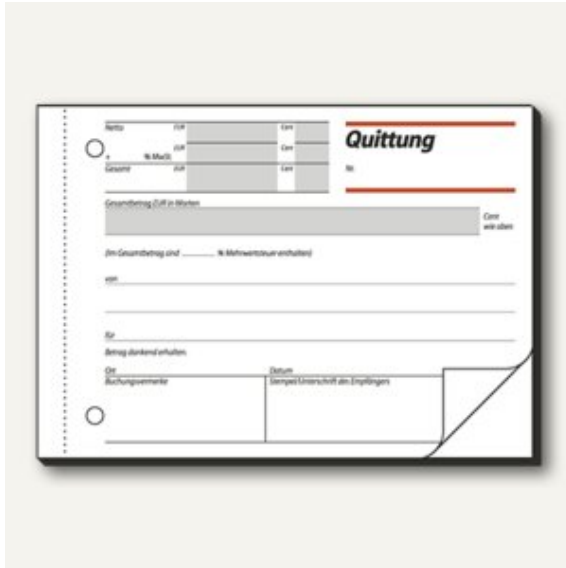 Netto EUR Cent
Quittung
+ % MwSt. EUR Cent
Gesamt EUR Cent
Nr.
Gesamtbetrag EUR in Worten
Cent
wie oben
(Im Gesamtbetrag sind ............ % Mehrwertsteuer enthalten)
von
für
Betrag dankend erhalten.
Ort Datum
Buchungsvermerke Stempel/Unterschrift des Empfängers